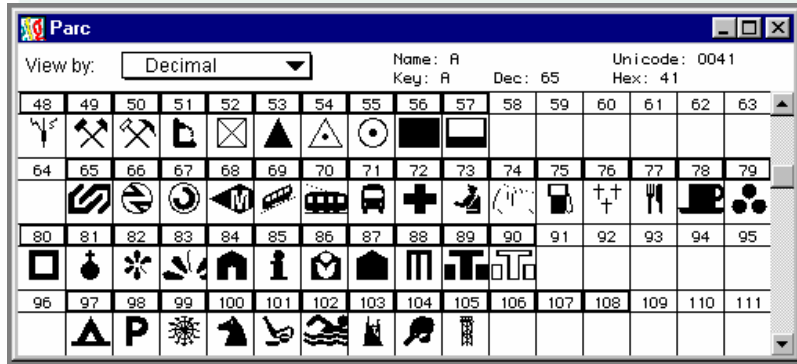 Parc
View by: Decimal Name: A Unicode: 0041
Key: A Dec: 65 Hex: 41
48 49 50 51 52 53 54 55 56 57 58 59 60 61 62 63
64 65 66 67 68 69 70 71 72 73 74 75 76 77 78 79
80 81 82 83 84 85 86 87 88 89 90 91 92 93 94 95
96 97 98 99 100 101 102 103 104 105 106 107 108 109 110 111